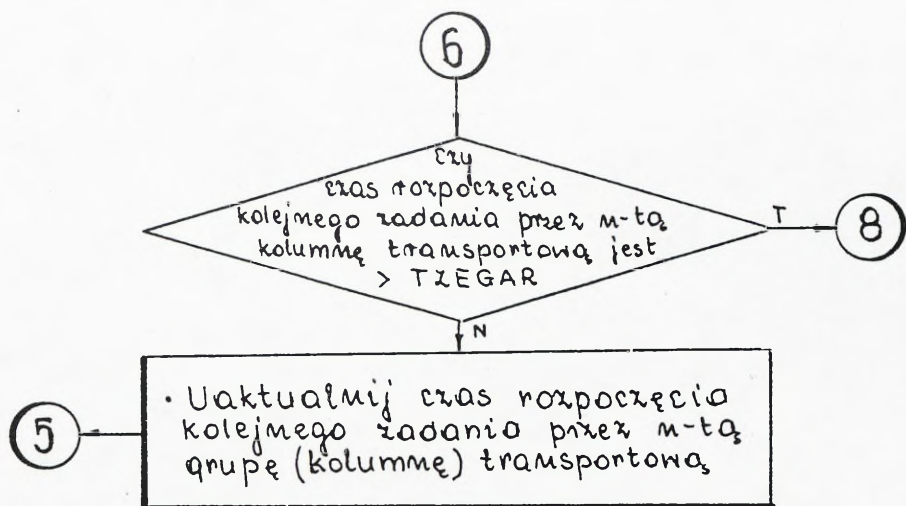 6
Czy
czas rozpoczęcia
kolejnego zadania przez n-tą
kolumnę transportową jest
> TZEGAR
T
8
N
• Uaktualnij czas rozpoczęcia
kolejnego zadania przez n-tą
grupę (kolumnę) transportową
5